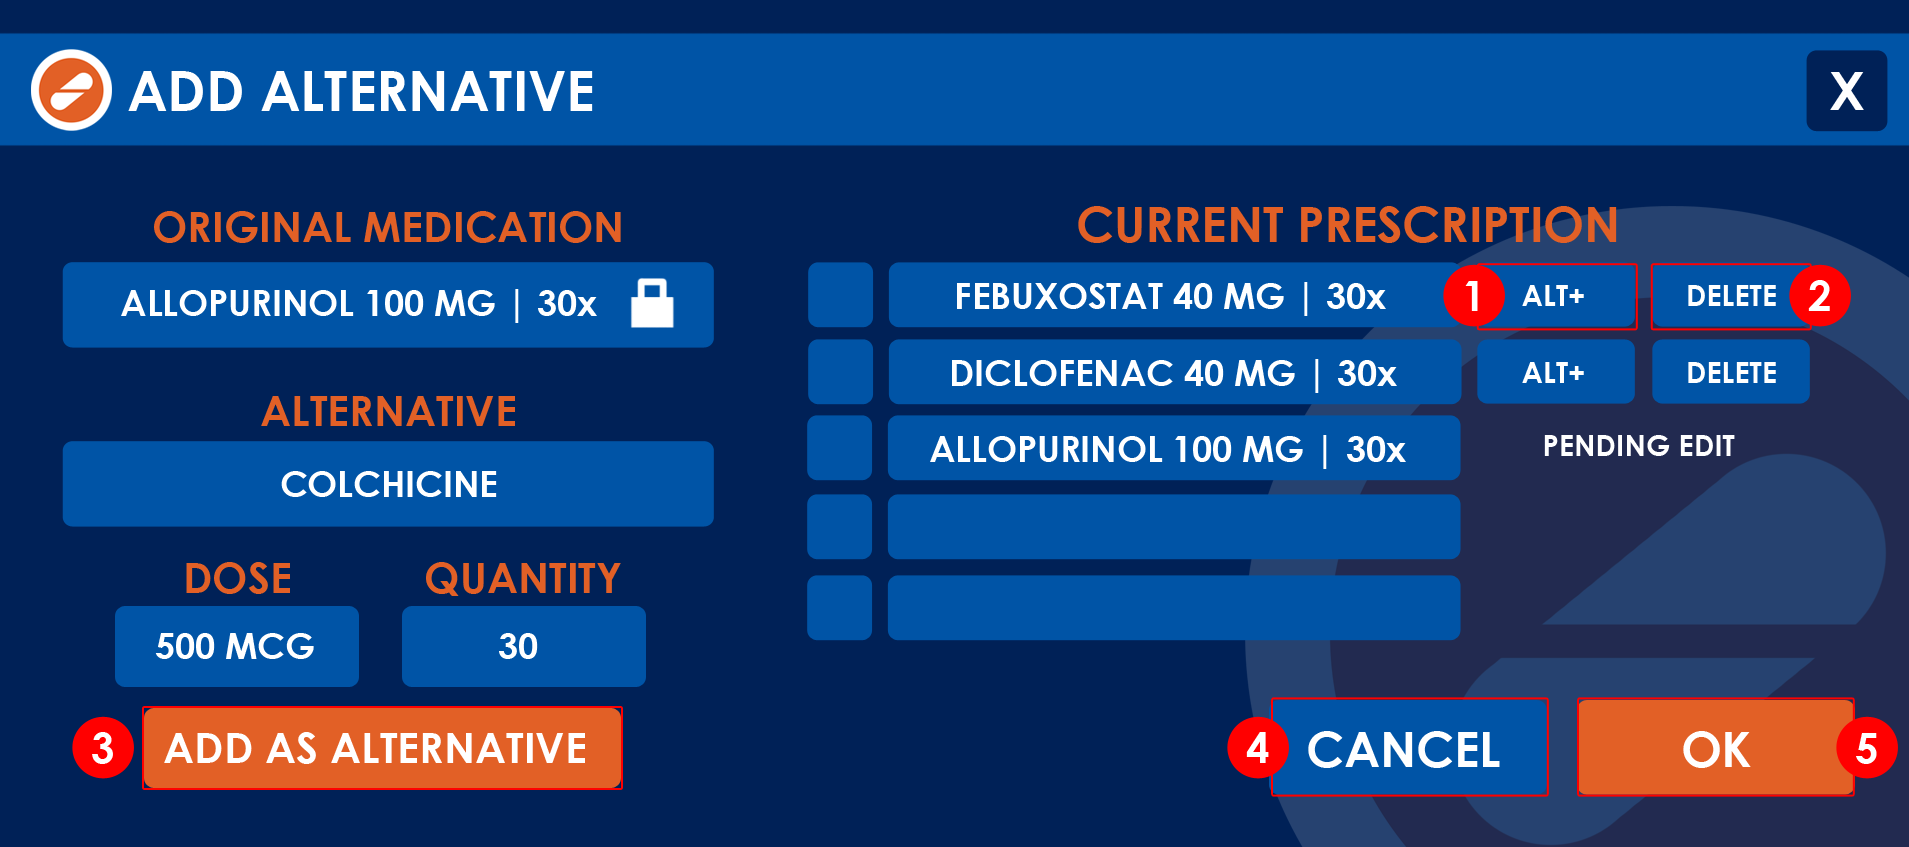 ADD ALTERNATIVE
X
ORIGINAL MEDICATION
ALLOPURINOL 100 MG | 30x
ALTERNATIVE
COLCHICINE
DOSE QUANTITY
500 MCG 30
3 ADD AS ALTERNATIVE
CURRENT PRESCRIPTION
FEBUXOSTAT 40 MG | 30x 1 ALT+ DELETE 2
DICLOFENAC 40 MG | 30x ALT+ DELETE
ALLOPURINOL 100 MG | 30x PENDING EDIT
4 CANCEL OK 5